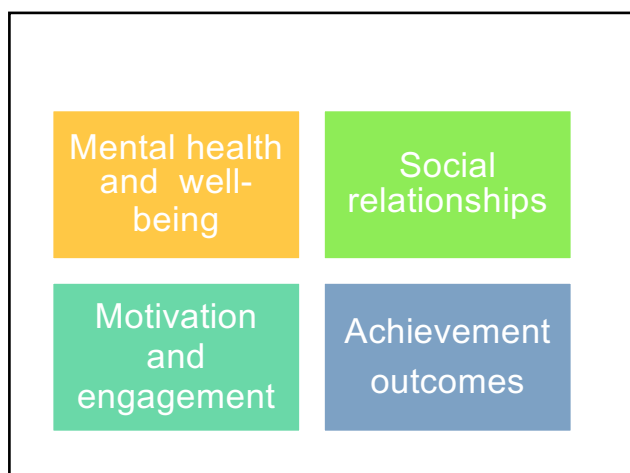 Mental health
and well-
being
Social
relationships
Motivation
and
engagement
Achievement
outcomes